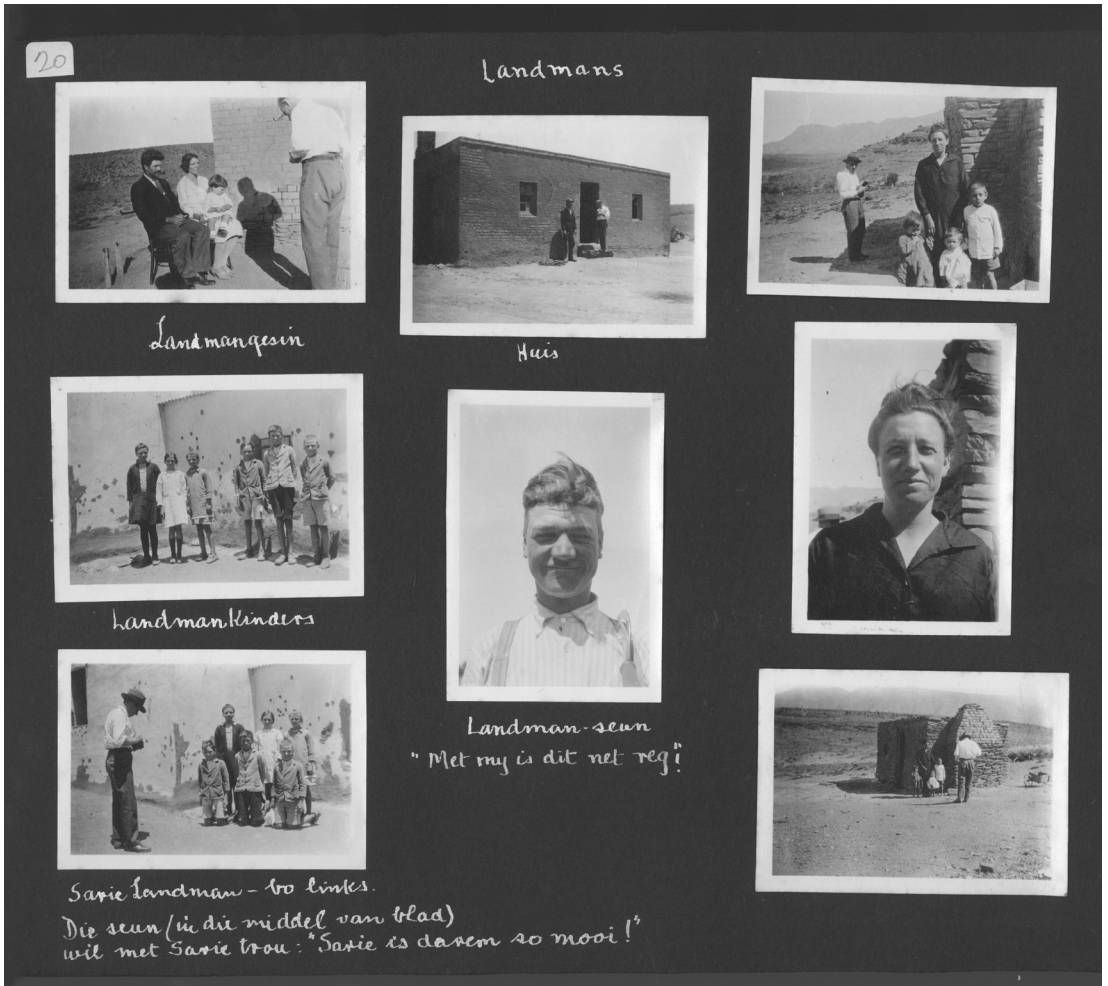 20
Landmans
Landmangesin
Huis
Landmankinders
Landman-seun
"Met my is dit net reg!"
Sarie Landman - bo links.
Die seun (in die middel van blad)
wil met Sarie trou: "Sarie is darem so mooi!"